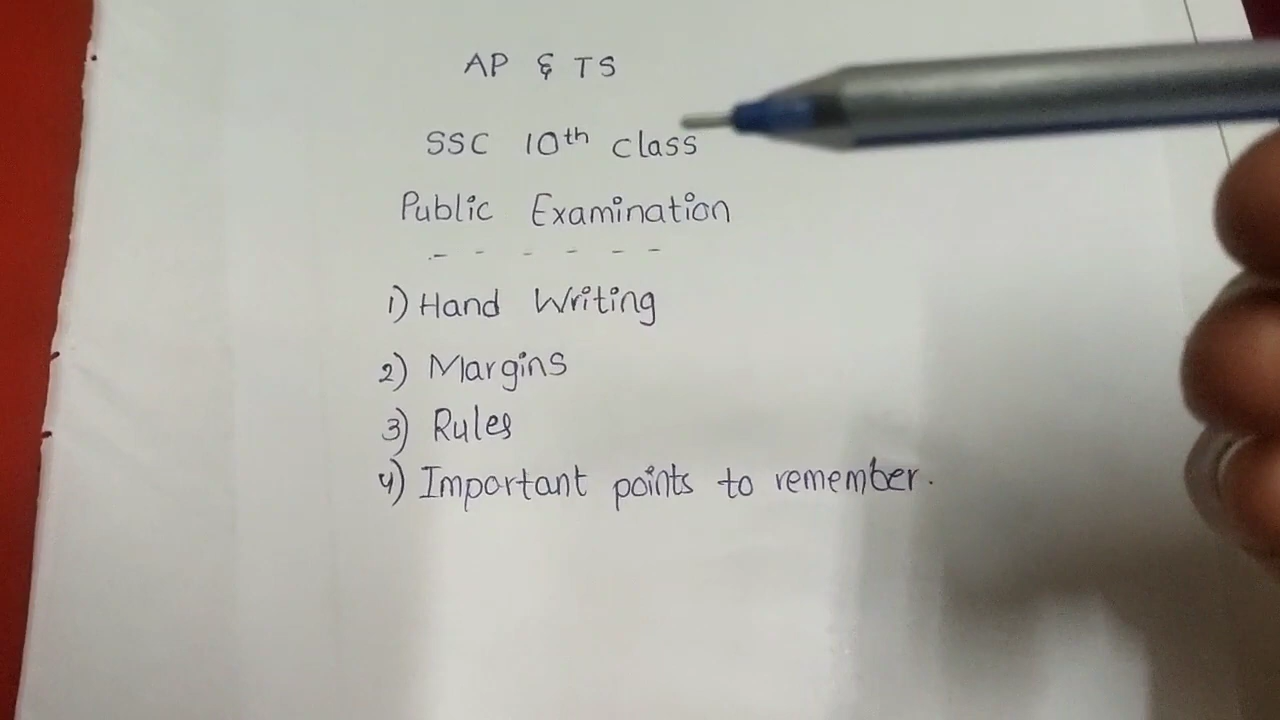 AP & TS
SSC 10th class
Public Examination
1) Hand Writing
2) Margins
3) Rules
4) Important points to remember.